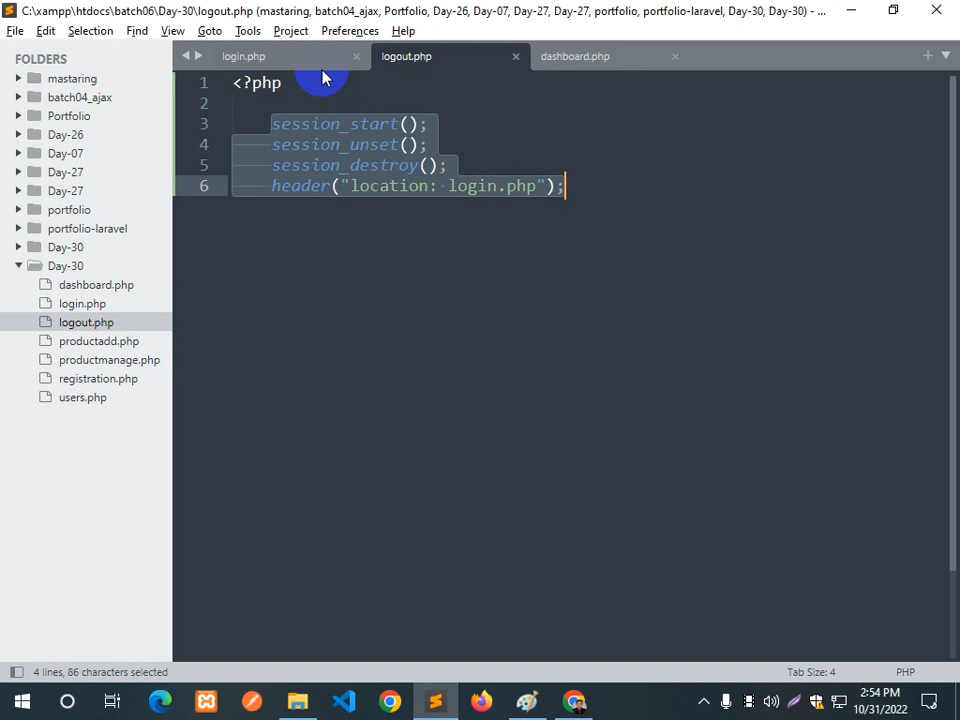 C:\xampp\htdocs\batch06\Day-30\logout.php (mastaring, batch04_ajax, Portfolio, Day-26, Day-07, Day-27, Day-27, portfolio, portfolio-laravel, Day-30, Day-30) - ...
File Edit Selection Find View Goto Tools Project Preferences Help
FOLDERS
mastaring
batch04_ajax
Portfolio
Day-26
Day-07
Day-27
Day-27
portfolio
portfolio-laravel
Day-30
Day-30
dashboard.php
login.php
logout.php
productadd.php
productmanage.php
registration.php
users.php
login.php logout.php dashboard.php
1 <?php
2
3 session_start();
4 session_unset();
5 session_destroy();
6 header("location: login.php");
4 lines, 86 characters selected Tab Size: 4 PHP
2:54 PM
10/31/2022